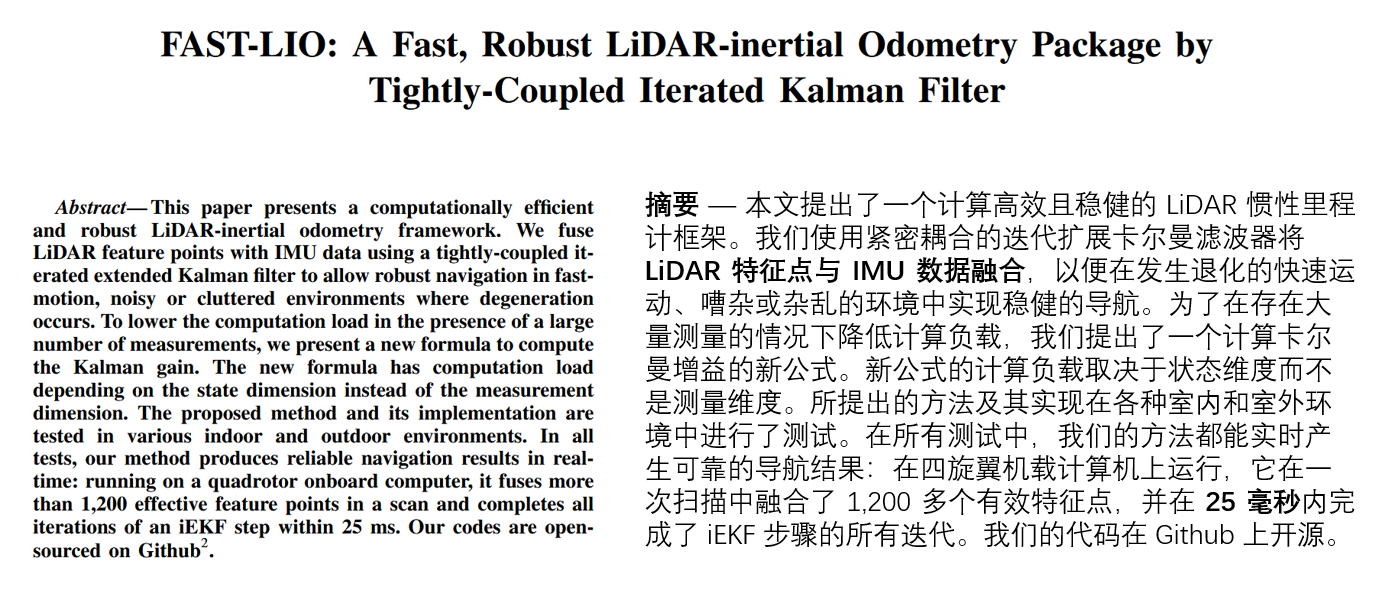 FAST-LIO: A Fast, Robust LiDAR-inertial Odometry Package by
Tightly-Coupled Iterated Kalman Filter
Abstract—This paper presents a computationally efficient
and robust LiDAR-inertial odometry framework. We fuse
LiDAR feature points with IMU data using a tightly-coupled it-
erated extended Kalman filter to allow robust navigation in fast-
motion, noisy or cluttered environments where degeneration
occurs. To lower the computation load in the presence of a large
number of measurements, we present a new formula to compute
the Kalman gain. The new formula has computation load
depending on the state dimension instead of the measurement
dimension. The proposed method and its implementation are
tested in various indoor and outdoor environments. In all
tests, our method produces reliable navigation results in real-
time: running on a quadrotor onboard computer, it fuses more
than 1,200 effective feature points in a scan and completes all
iterations of an iEKF step within 25 ms. Our codes are open-
sourced on Github².
摘要 — 本文提出了一个计算高效且稳健的 LiDAR 惯性里程
计框架。我们使用紧密耦合的迭代扩展卡尔曼滤波器将
LiDAR 特征点与 IMU 数据融合，以便在发生退化的快速运
动、嘈杂或杂乱的环境中实现稳健的导航。为了在存在大
量测量的情况下降低计算负载，我们提出了一个计算卡尔
曼增益的新公式。新公式的计算负载取决于状态维度而不
是测量维度。所提出的方法及其实现在各种室内和室外环
境中进行了测试。在所有测试中，我们的方法都能实时产
生可靠的导航结果：在四旋翼机载计算机上运行，它在一
次扫描中融合了 1,200 多个有效特征点，并在 25 毫秒内完
成了 iEKF 步骤的所有迭代。我们的代码在 Github 上开源。